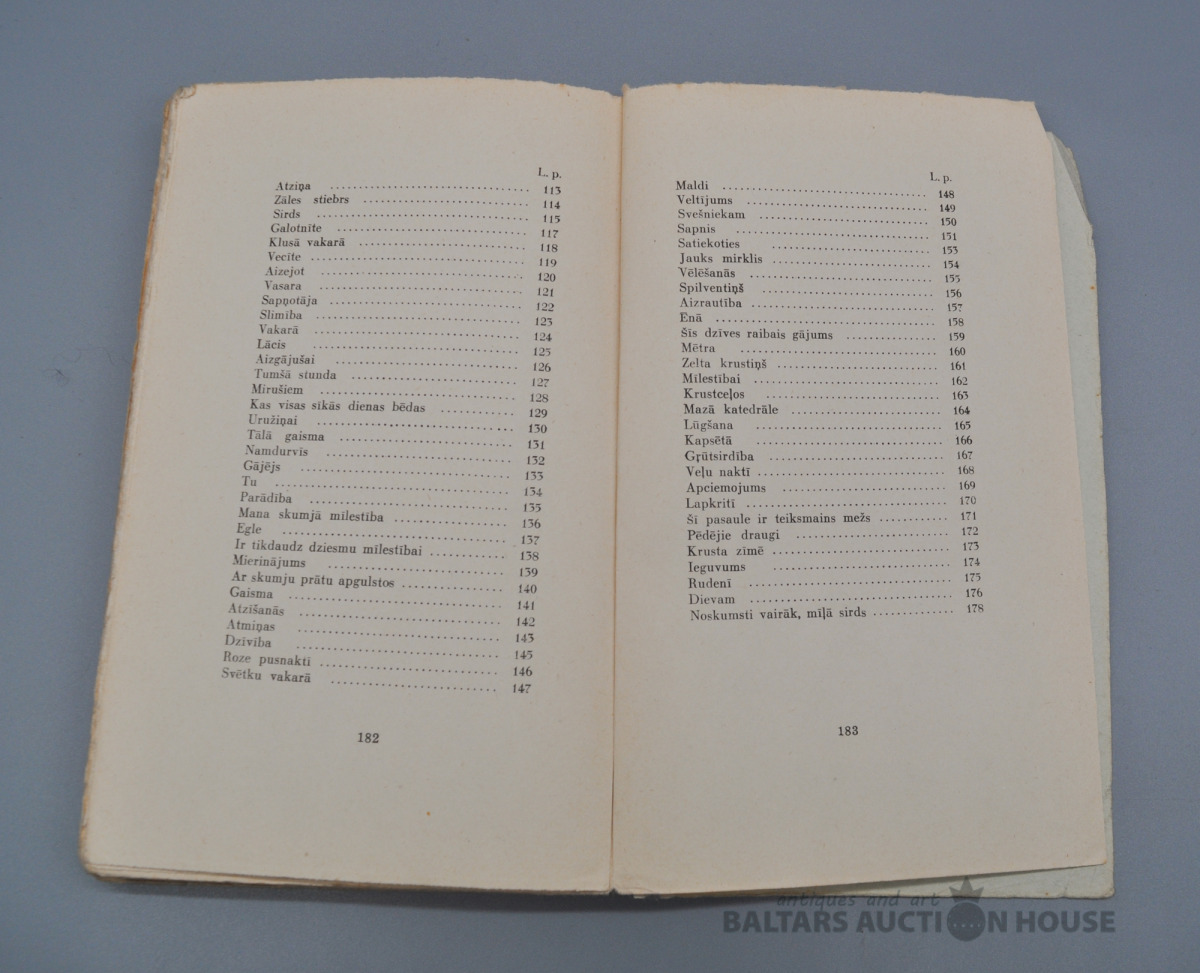 L. p.
Atziņa 113
Zāles stiebrs 114
Sirds 115
Galotnīte 117
Klusā vakarā 118
Vecīte 119
Aizejot 120
Vasara 121
Sapņotāja 122
Slimība 123
Vakarā 124
Lācis 125
Aizgājušai 126
Tumšā stunda 127
Mirušiem 128
Kas visas sīkās dienas bēdas 129
Uružiņai 130
Tālā gaisma 131
Namdurvīs 132
Gājējs 133
Tu 134
Parādība 135
Mana skumjā mīlestība 136
Egle 137
Ir tikdaudz dziesmu mīlestībai 138
Mierinājums 139
Ar skumju prātu apgulstos 140
Gaisma 141
Atzīšanās 142
Atmiņas 143
Dzīvība 145
Roze pusnaktī 146
Svētku vakarā 147
182
L. p.
Maldi 148
Veltījums 149
Svešniekam 150
Sapnis 151
Satiekoties 153
Jauks mirklis 154
Vēlēšanās 155
Spilventiņš 156
Aizrautība 157
Enā 158
Šīs dzīves raibais gājums 159
Mētra 160
Zelta krustiņš 161
Mīlestībai 162
Krustceļos 163
Mazā katedrāle 164
Lūgšana 165
Kapsētā 166
Gŗūtsirdība 167
Veļu naktī 168
Apciemojums 169
Lapkritī 170
Šī pasaule ir teiksmains mežs 171
Pēdējie draugi 172
Krusta zīmē 173
Ieguvums 174
Rudenī 175
Dievam 176
Noskumsti vairāk, mīļā sirds 178
183
antiques and art
BALTARS AUCTION HOUSE